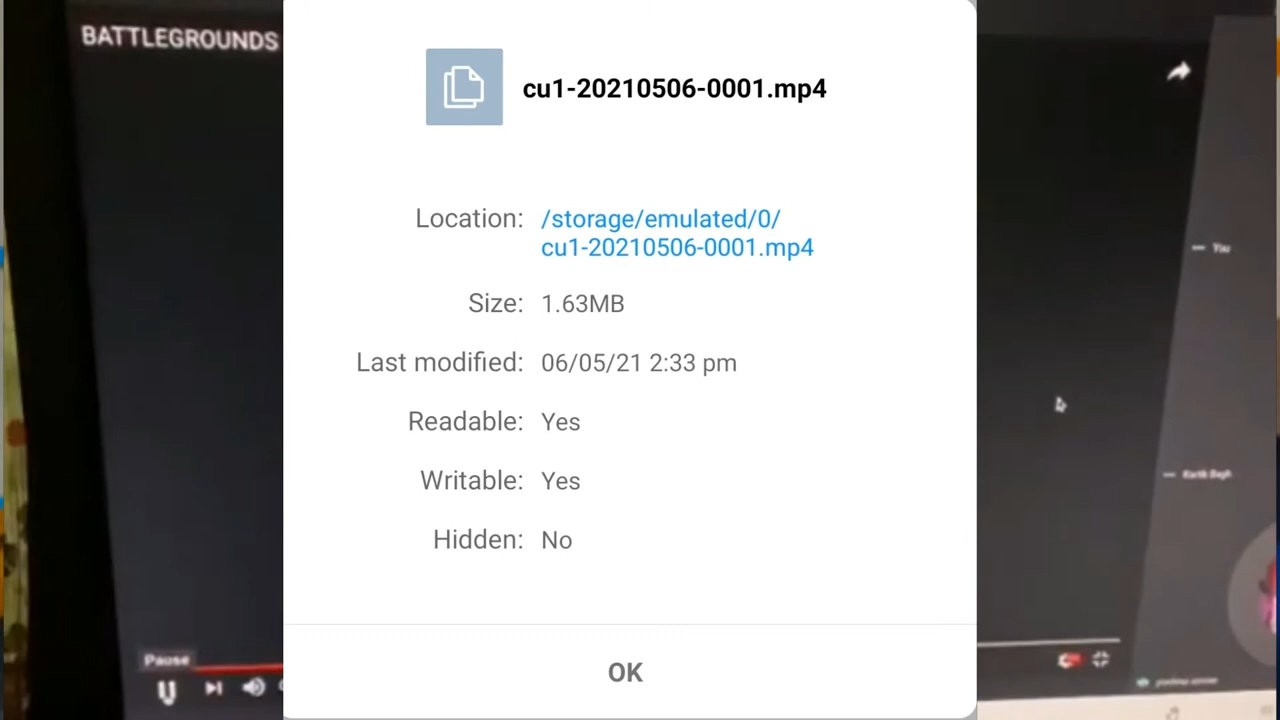 BATTLEGROUNDS
cu1-20210506-0001.mp4
Location: /storage/emulated/0/
cu1-20210506-0001.mp4
Size: 1.63MB
Last modified: 06/05/21 2:33 pm
Readable: Yes
Writable: Yes
Hidden: No
OK
You
Pause